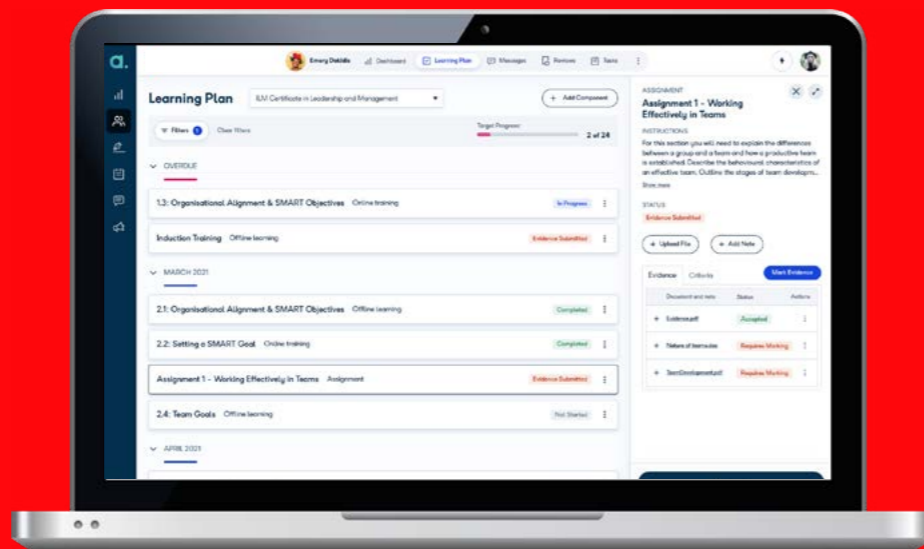 a.
Emery Dakidis Dashboard Learning Plan Messages Reviews Tasks
Learning Plan ILM Certificate in Leadership and Management + Add Component
Filters 1 Clear filters Target Progress: 2 of 24
OVERDUE
1.3: Organisational Alignment & SMART Objectives Online training In Progress
Induction Training Offline learning Evidence Submitted
MARCH 2021
2.1: Organisational Alignment & SMART Objectives Offline learning Completed
2.2: Setting a SMART Goal Online training Completed
Assignment 1 - Working Effectively in Teams Assignment Evidence Submitted
2.4: Team Goals Offline learning Not Started
APRIL 2021
ASSIGNMENT
Assignment 1 - Working
Effectively in Teams
INSTRUCTIONS
For this section you will need to explain the differences
between a group and a team and how a productive team
is established. Describe the behavioural characteristics of
an effective team. Outline the stages of team developm...
Show more
STATUS
Evidence Submitted
+ Upload File + Add Note
Evidence Criteria Mark Evidence
Document and note Status Actions
+ Evidence.pdf Accepted
+ Requires Marking
+ TeamDevelopment.pdf Requires Marking